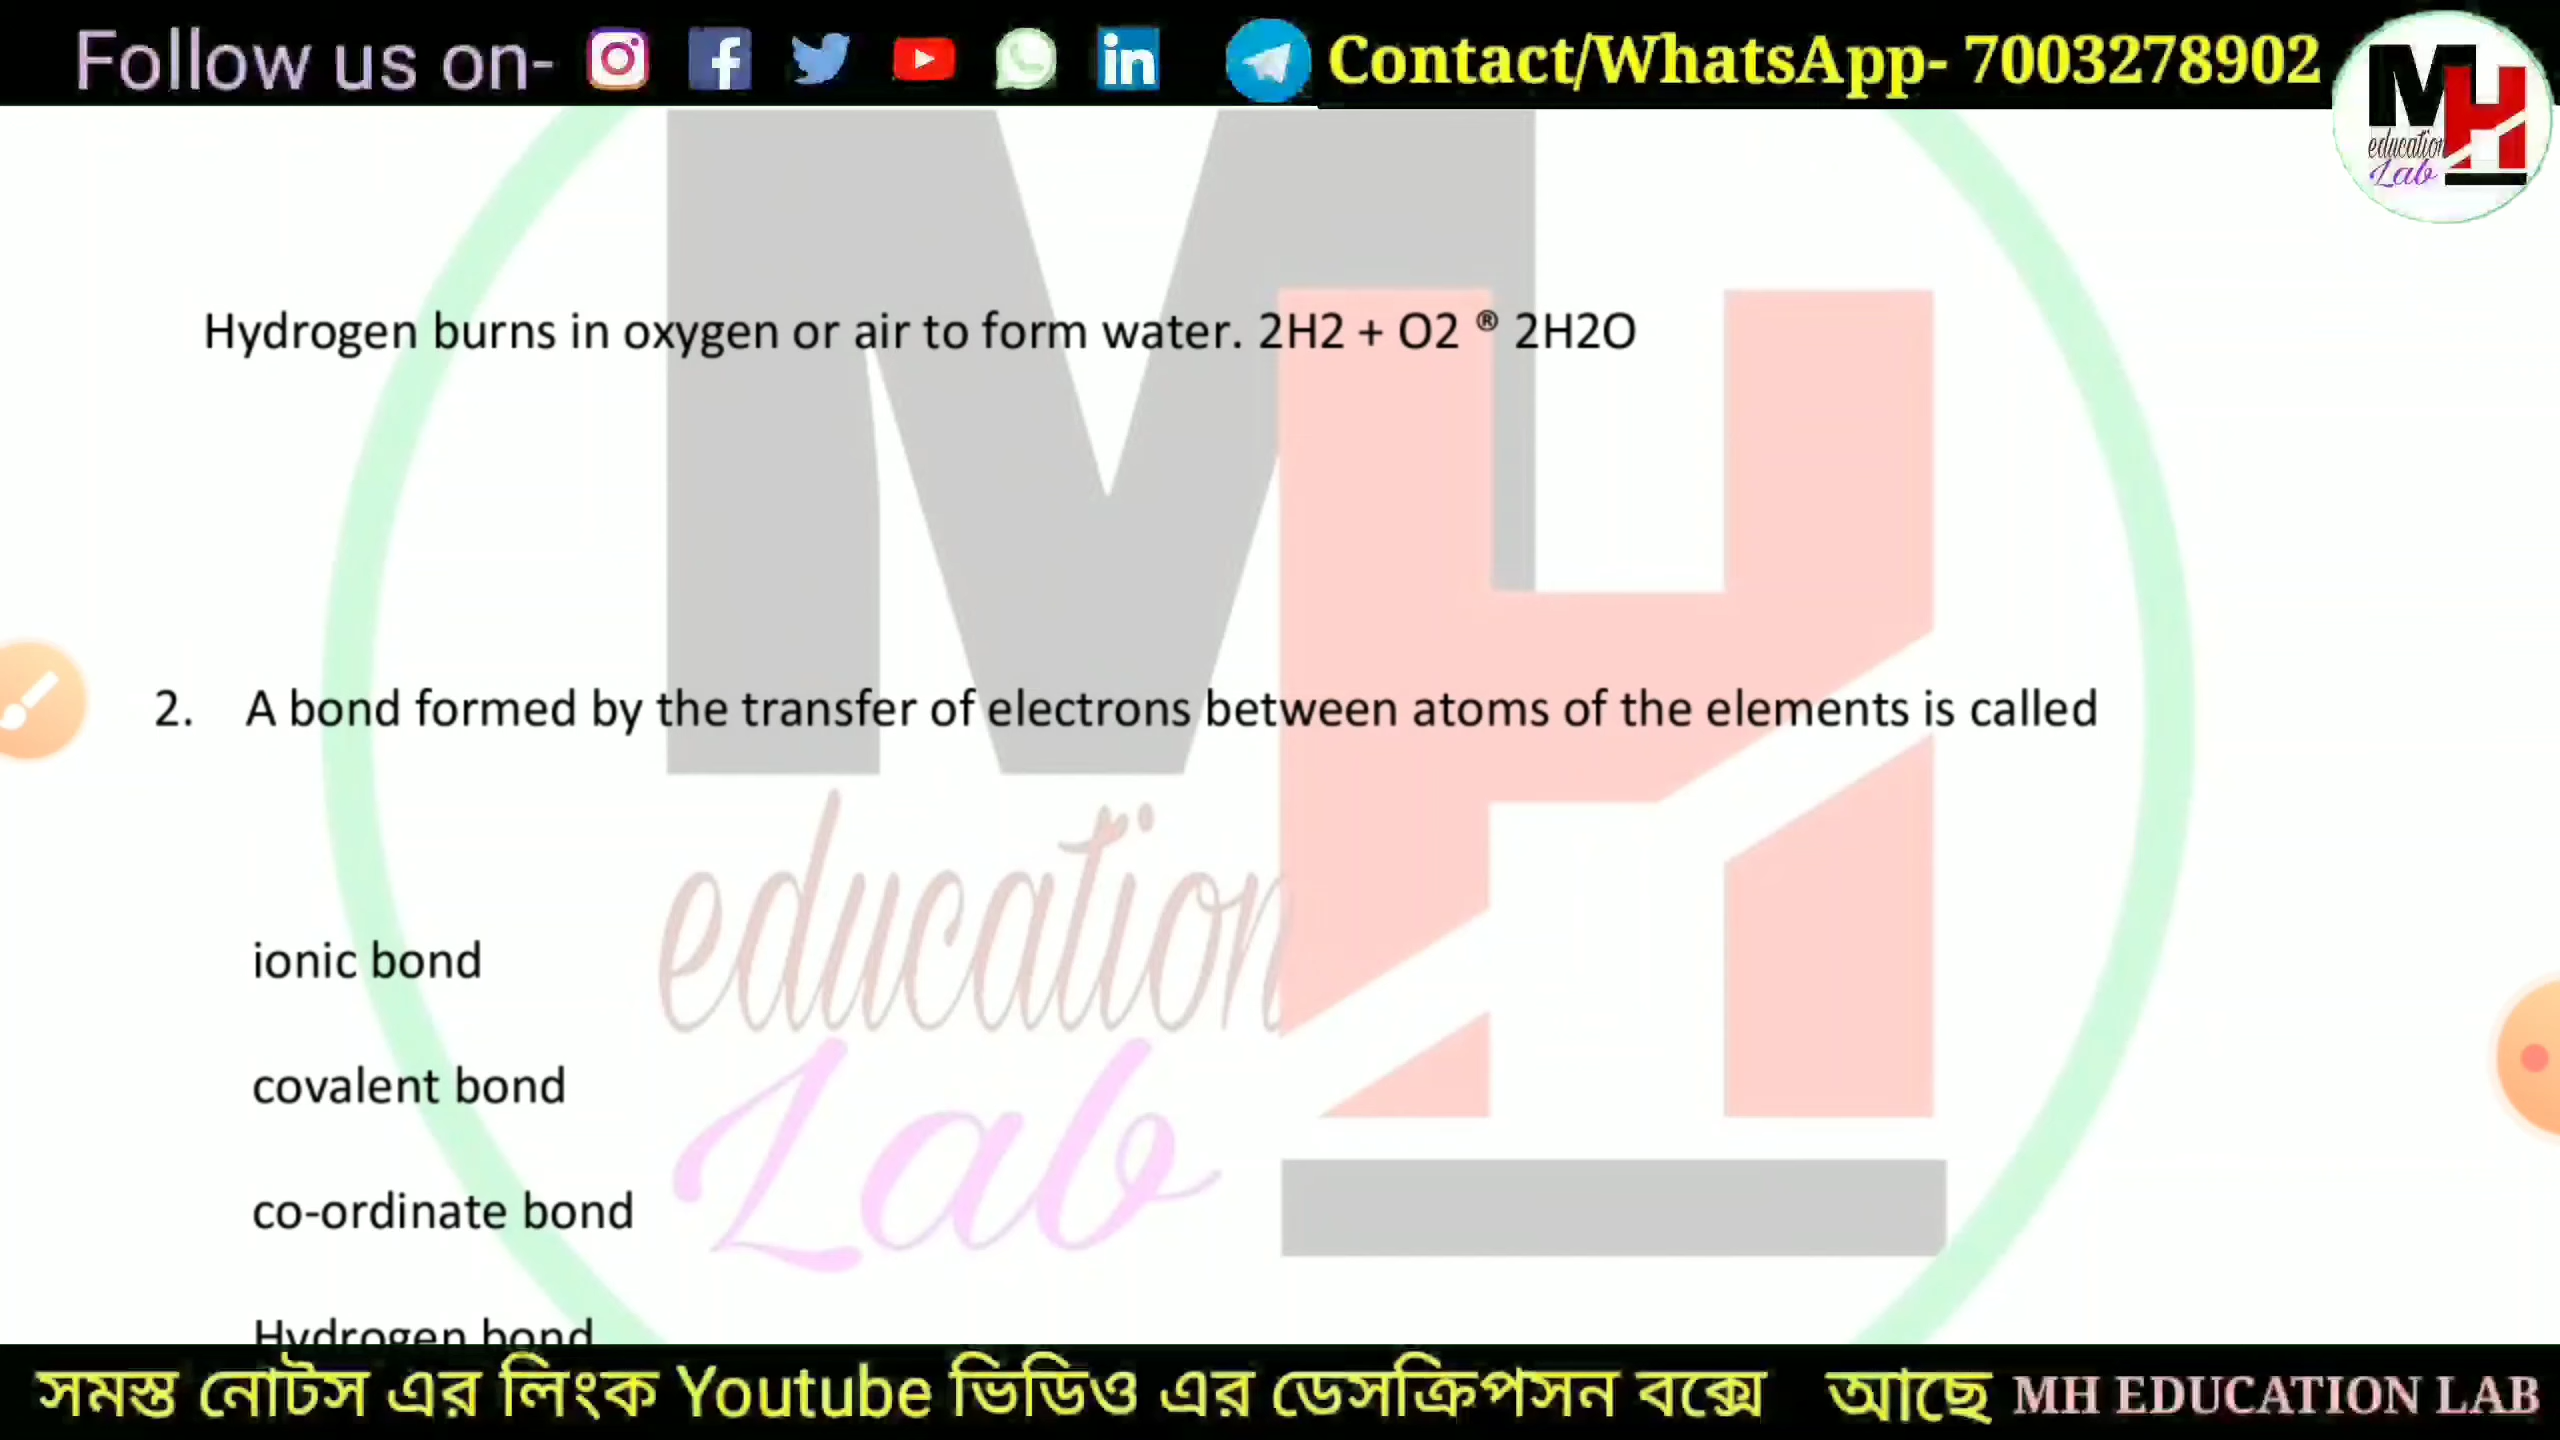 Follow us on- Contact/WhatsApp- 7003278902
MH
education
Lab
Hydrogen burns in oxygen or air to form water. 2H2 + O2 ® 2H2O
2. A bond formed by the transfer of electrons between atoms of the elements is called
MH
education
Lab
ionic bond
covalent bond
co-ordinate bond
Hydrogen bond
সমস্ত নোটস এর লিংক Youtube ভিডিও এর ডেসক্রিপসন বক্সে আছে MH EDUCATION LAB